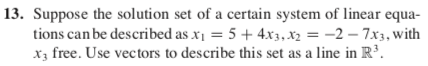 13. Suppose the solution set of a certain system of linear equa-
tions can be described as x₁ = 5 + 4x₃, x₂ = −2 − 7x₃, with
x₃ free. Use vectors to describe this set as a line in ℝ³.